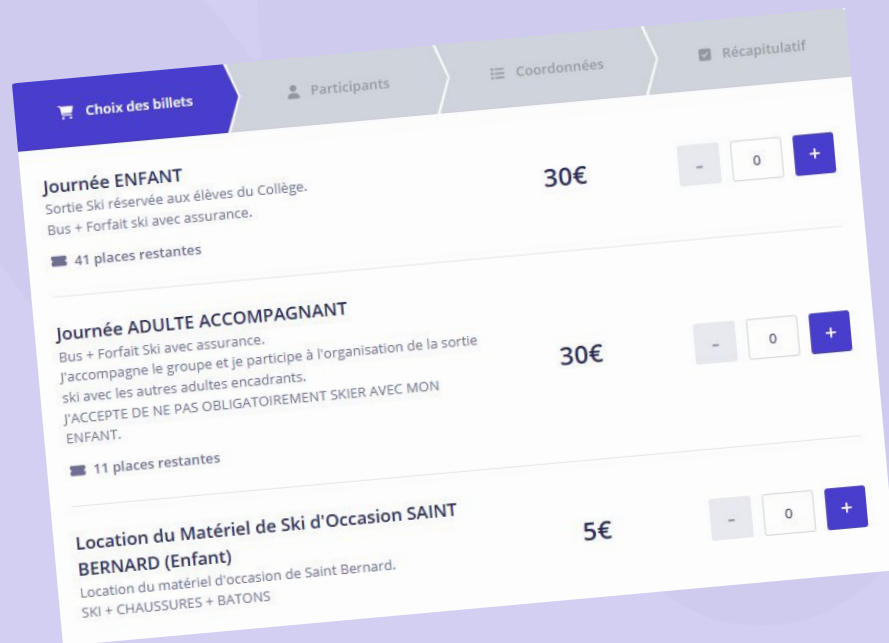 Choix des billets
Participants
Coordonnées
Récapitulatif
Journée ENFANT
Sortie Ski réservée aux élèves du Collège.
Bus + Forfait ski avec assurance.
41 places restantes
30€
-
0
+
Journée ADULTE ACCOMPAGNANT
Bus + Forfait Ski avec assurance.
J'accompagne le groupe et je participe à l'organisation de la sortie
ski avec les autres adultes encadrants.
J'ACCEPTE DE NE PAS OBLIGATOIREMENT SKIER AVEC MON
ENFANT.
11 places restantes
30€
-
0
+
Location du Matériel de Ski d'Occasion SAINT
BERNARD (Enfant)
Location du matériel d'occasion de Saint Bernard.
SKI + CHAUSSURES + BATONS
5€
-
0
+